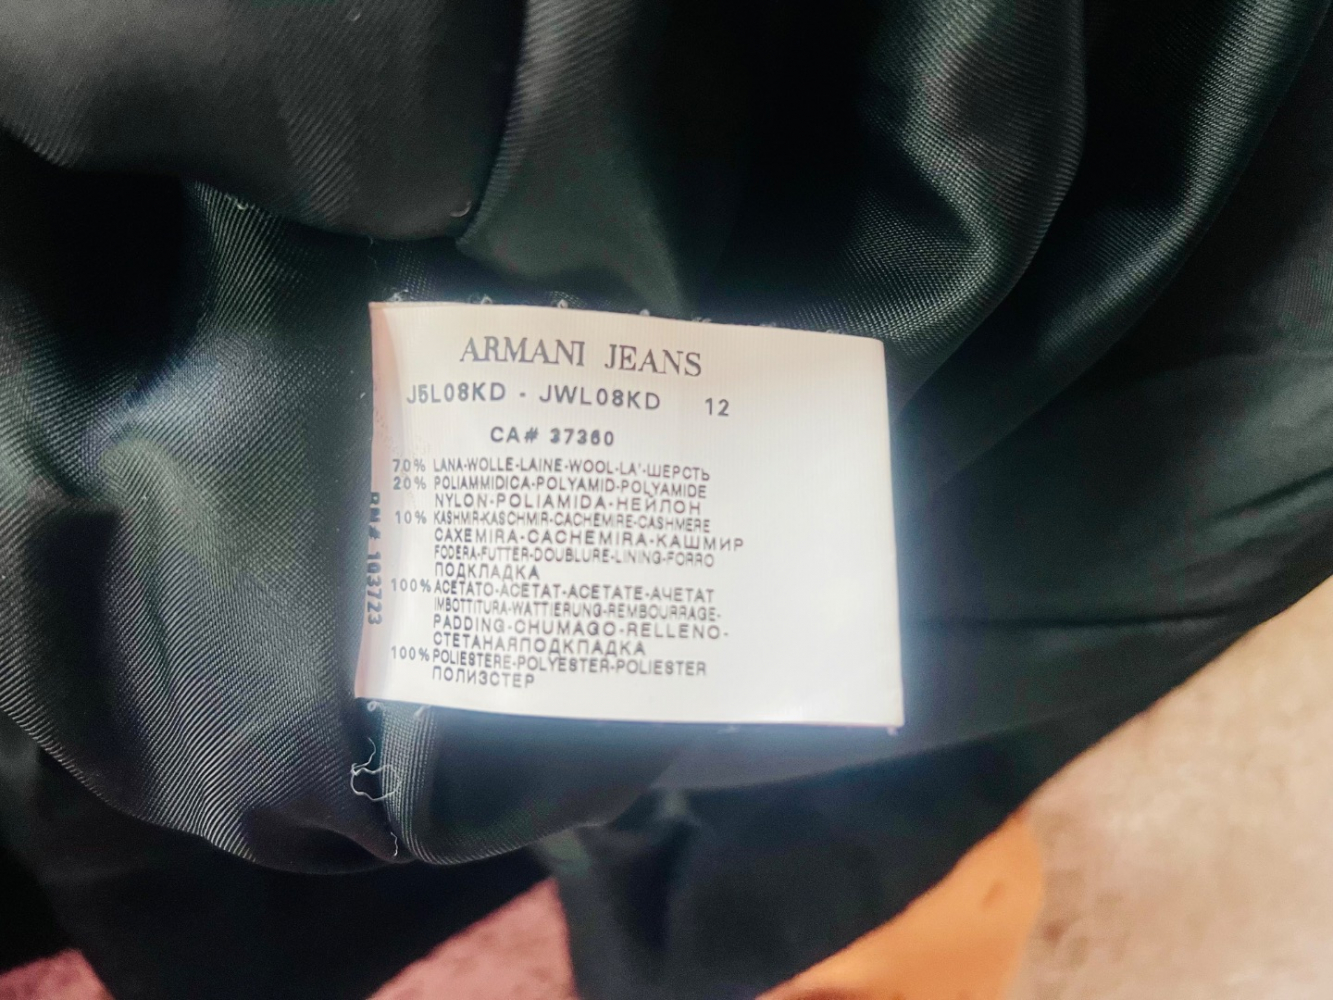 ARMANI JEANS
J5L08KD - JWL08KD 12
CA# 37360
70% LANA-WOLLE-LAINE-WOOL-LA'-ШЕРСТЬ
20% POLIAMMIDICA-POLYAMID-POLYAMIDE
NYLON-POLIAMIDA-НЕЙЛОН
10% KASHMIR-KASCHMIR-CACHEMIRE-CASHMERE
CAXEMIRA-CACHEMIRA-КАШМИР
FODERA-FUTTER-DOUBLURE-LINING-FORRO
ПОДКЛАДКА
100% ACETATO-ACETAT-ACETATE-АЧЕТАТ
IMBOTTITURA-WATTIERUNG-REMBOURRAGE-
PADDING-CHUMAGO-RELLENO-
СТЕТАНАЯПОДКЛАДКА
100% POLIESTERE-POLYESTER-POLIESTER
ПОЛИЗСТЕР
RN# 103723